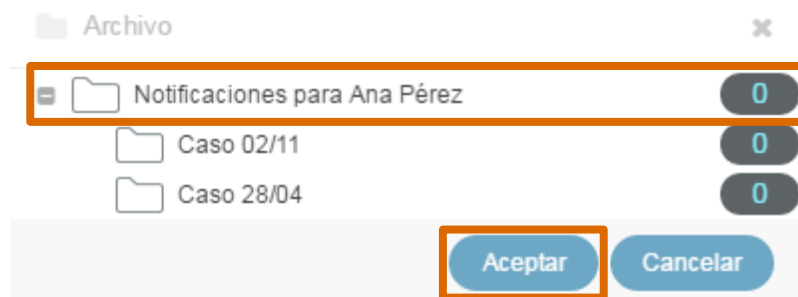 Archivo
Notificaciones para Ana Pérez 0
Caso 02/11 0
Caso 28/04 0
Aceptar Cancelar